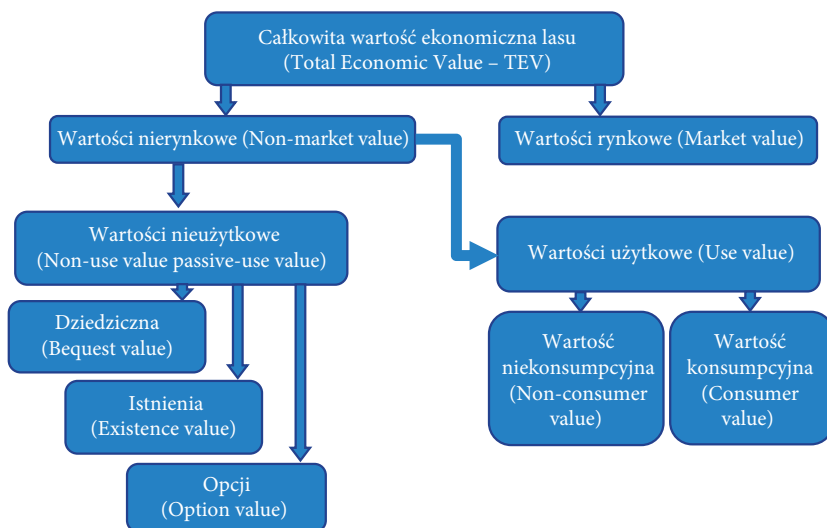 Całkowita wartość ekonomiczna lasu
(Total Economic Value – TEV)
Wartości nierynkowe (Non-market value)
Wartości rynkowe (Market value)
Wartości nieużytkowe
(Non-use value passive-use value)
Wartości użytkowe (Use value)
Dziedziczna
(Bequest value)
Istnienia
(Existence value)
Opcji
(Option value)
Wartość
niekonsumpcyjna
(Non-consumer
value)
Wartość
konsumpcyjna
(Consumer
value)